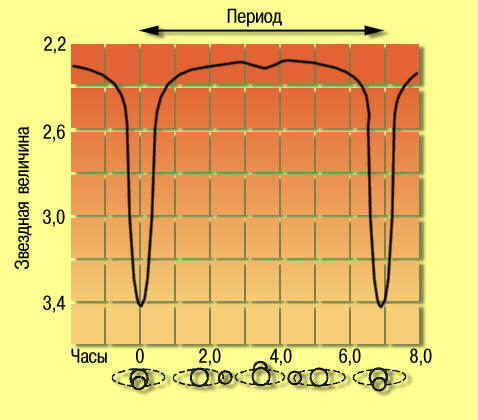 Период
2,2
2,6
3,0
3,4
Звездная величина
Часы 0 2,0 4,0 6,0 8,0